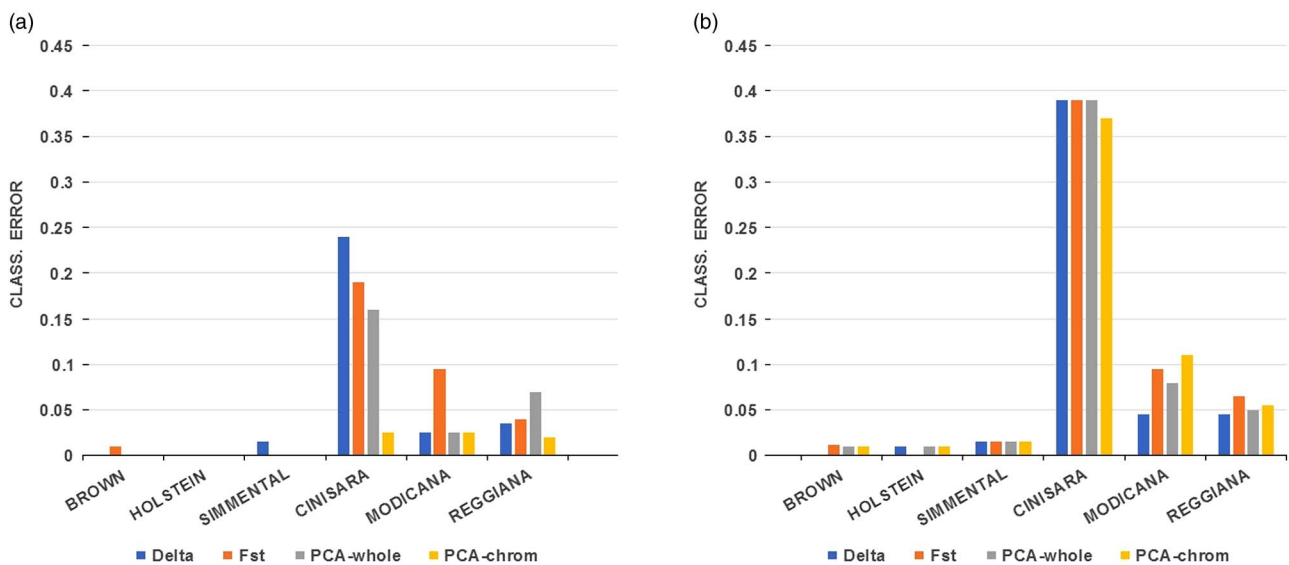 (a)
0.45
0.4
0.35
0.3
0.25
0.2
0.15
0.1
0.05
0
CLASS. ERROR
BROWN
HOLSTEIN
SIMMENTAL
CINISARA
MODICANA
REGGIANA
Delta Fst PCA-whole PCA-chrom
(b)
0.45
0.4
0.35
0.3
0.25
0.2
0.15
0.1
0.05
0
CLASS. ERROR
BROWN
HOLSTEIN
SIMMENTAL
CINISARA
MODICANA
REGGIANA
Delta Fst PCA-whole PCA-chrom